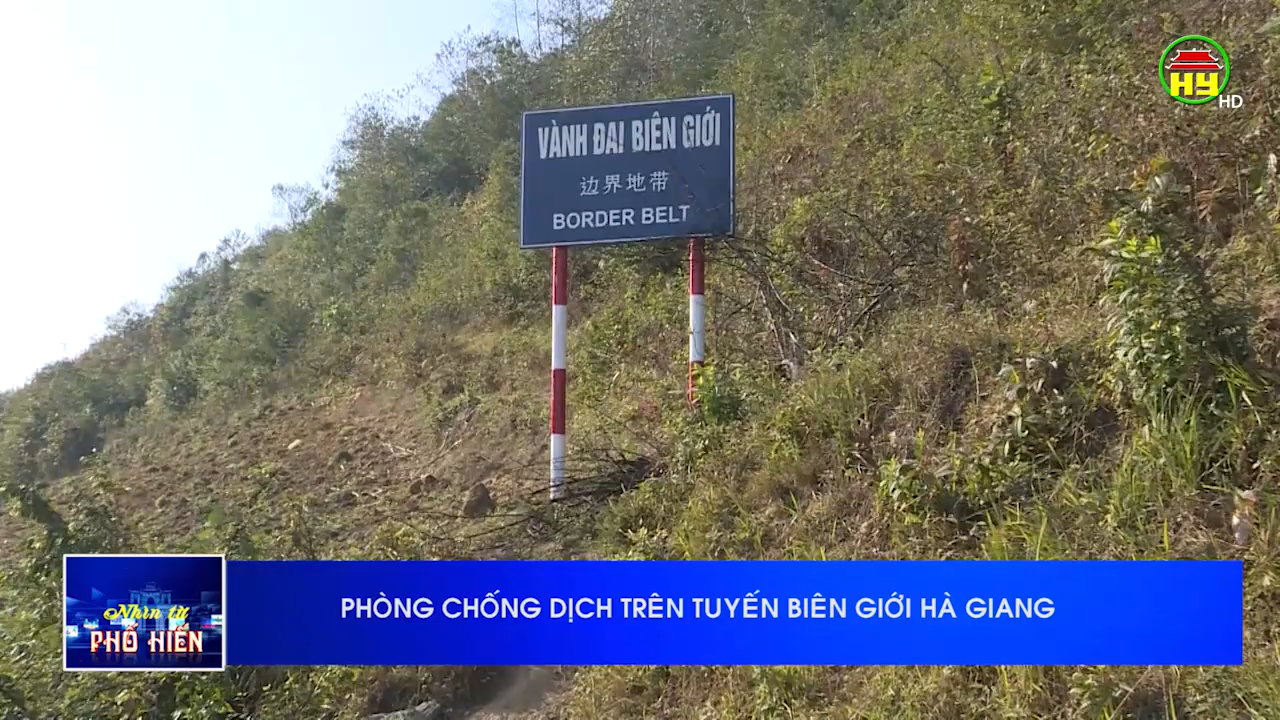 HY
HD
VÀNH ĐAI BIÊN GIỚI
边界地带
BORDER BELT
Nhìn từ
PHỐ HIẾN
PHÒNG CHỐNG DỊCH TRÊN TUYẾN BIÊN GIỚI HÀ GIANG